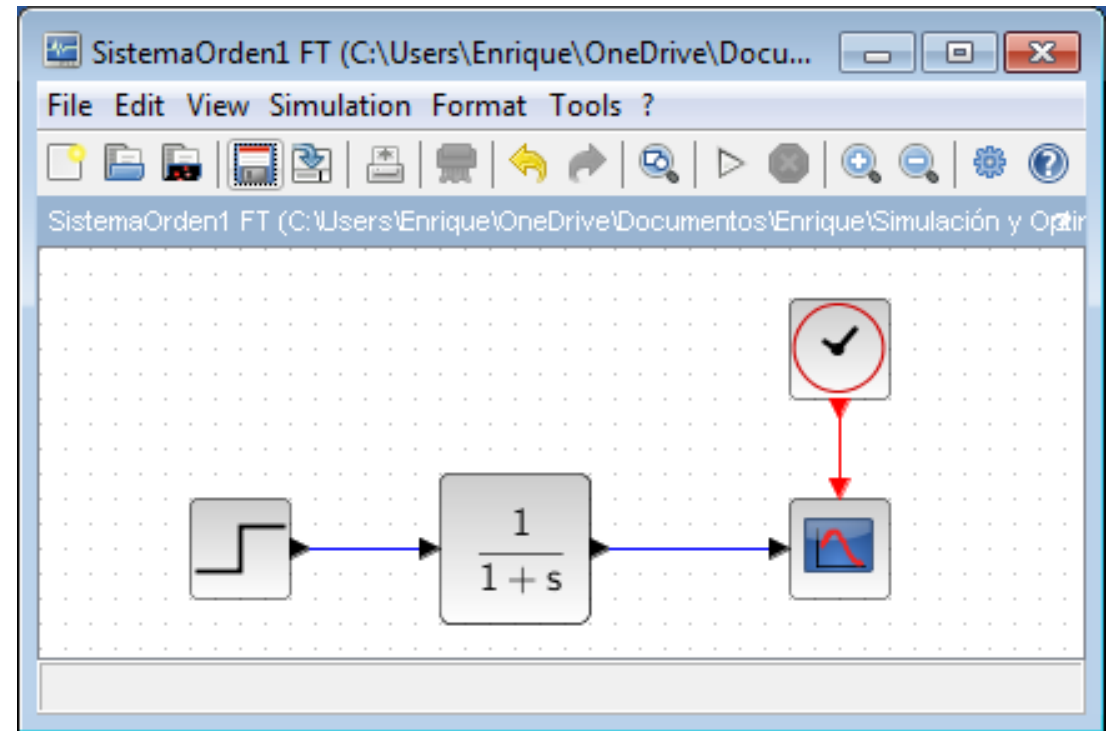 SistemaOrden1 FT (C:\Users\Enrique\OneDrive\Docu...
File Edit View Simulation Format Tools ?
SistemaOrden1 FT (C:\Users\Enrique\OneDrive\Documentos\Enrique\Simulación y
1
1 + s